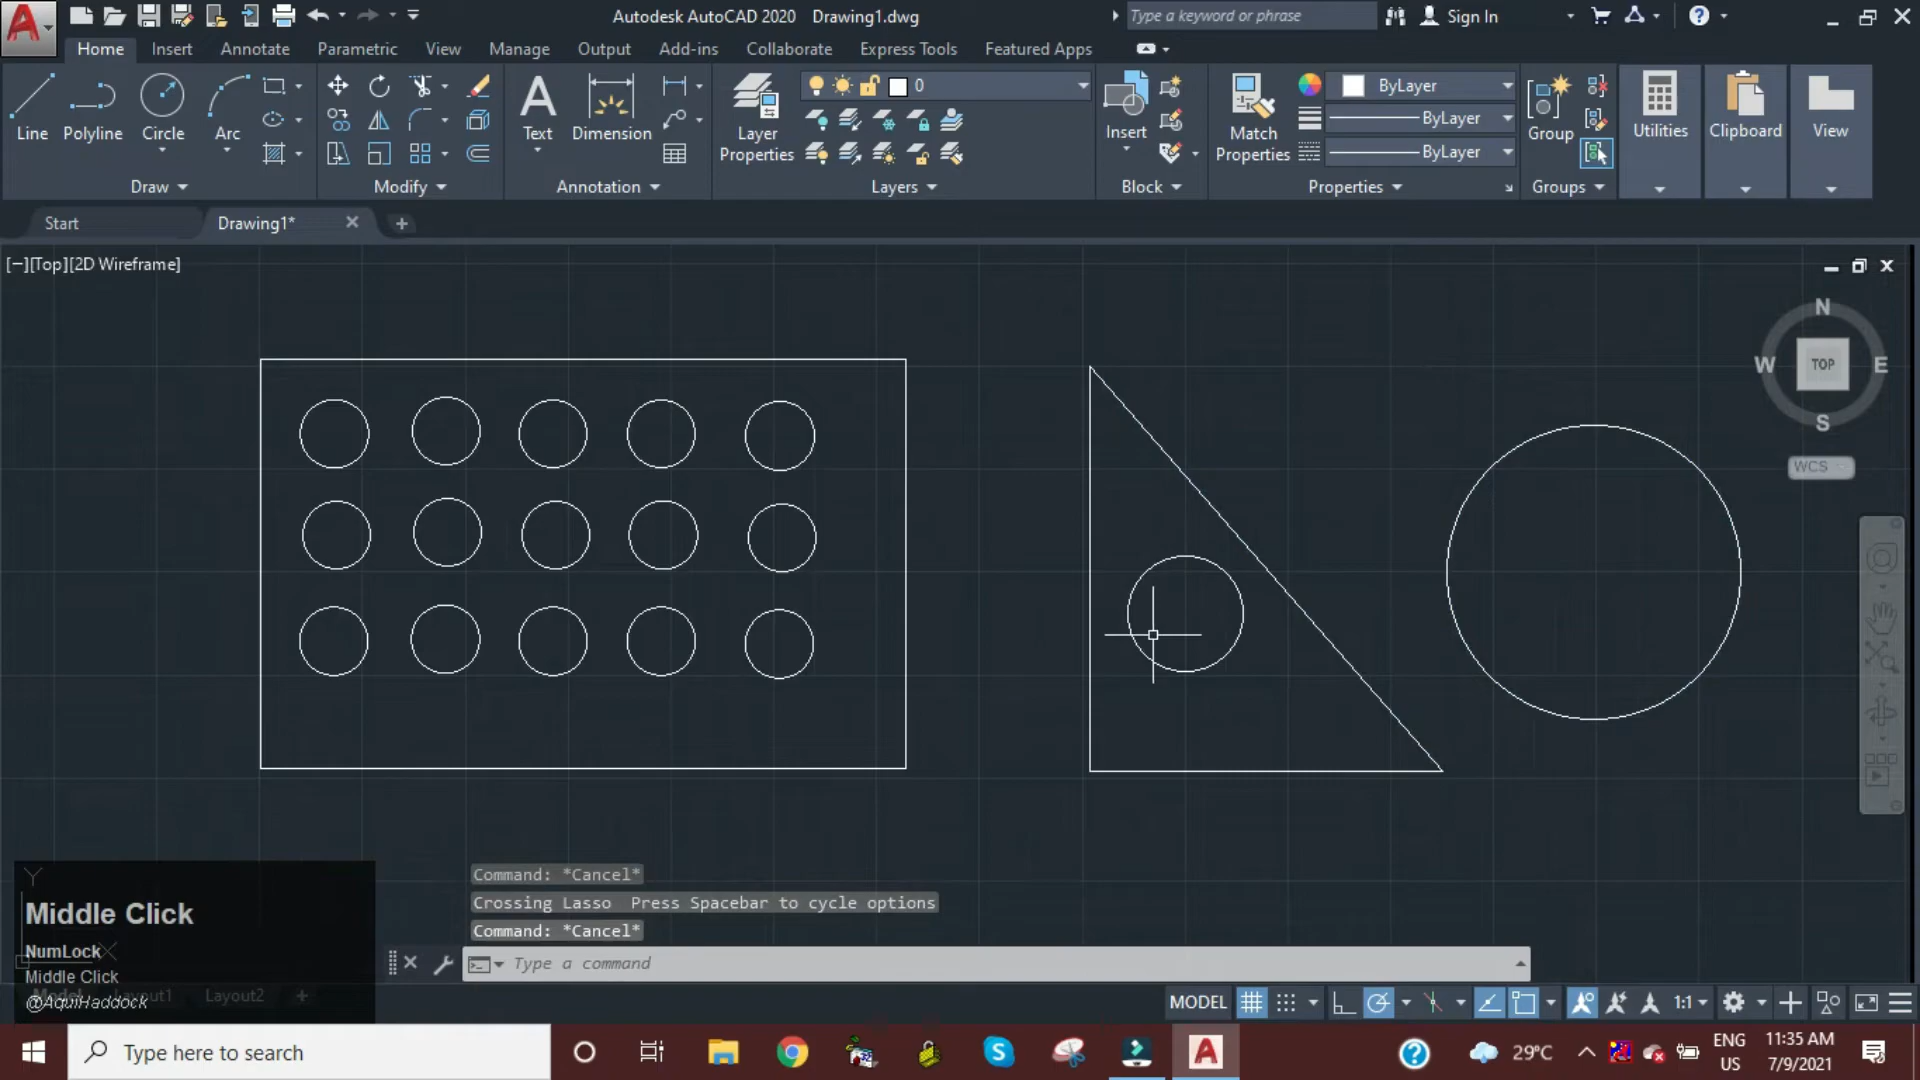 Autodesk AutoCAD 2020 Drawing1.dwg
Type a keyword or phrase
Sign In
Home Insert Annotate Parametric View Manage Output Add-ins Collaborate Express Tools Featured Apps
Line Polyline Circle Arc
Draw
Modify
Text Dimension
Annotation
Layer Properties
0
Layers
Insert
Block
Match Properties
ByLayer
ByLayer
ByLayer
Properties
Group
Groups
Utilities
Clipboard
View
Start
Drawing1*
[−][Top][2D Wireframe]
N
W TOP E
S
WCS
Y
Middle Click
NumLock X
Middle Click
@AquiHaddock
Command: *Cancel*
Crossing Lasso Press Spacebar to cycle options
Command: *Cancel*
Type a command
Model Layout1 Layout2 +
MODEL
1:1
Type here to search
29°C
ENG
US
11:35 AM
7/9/2021